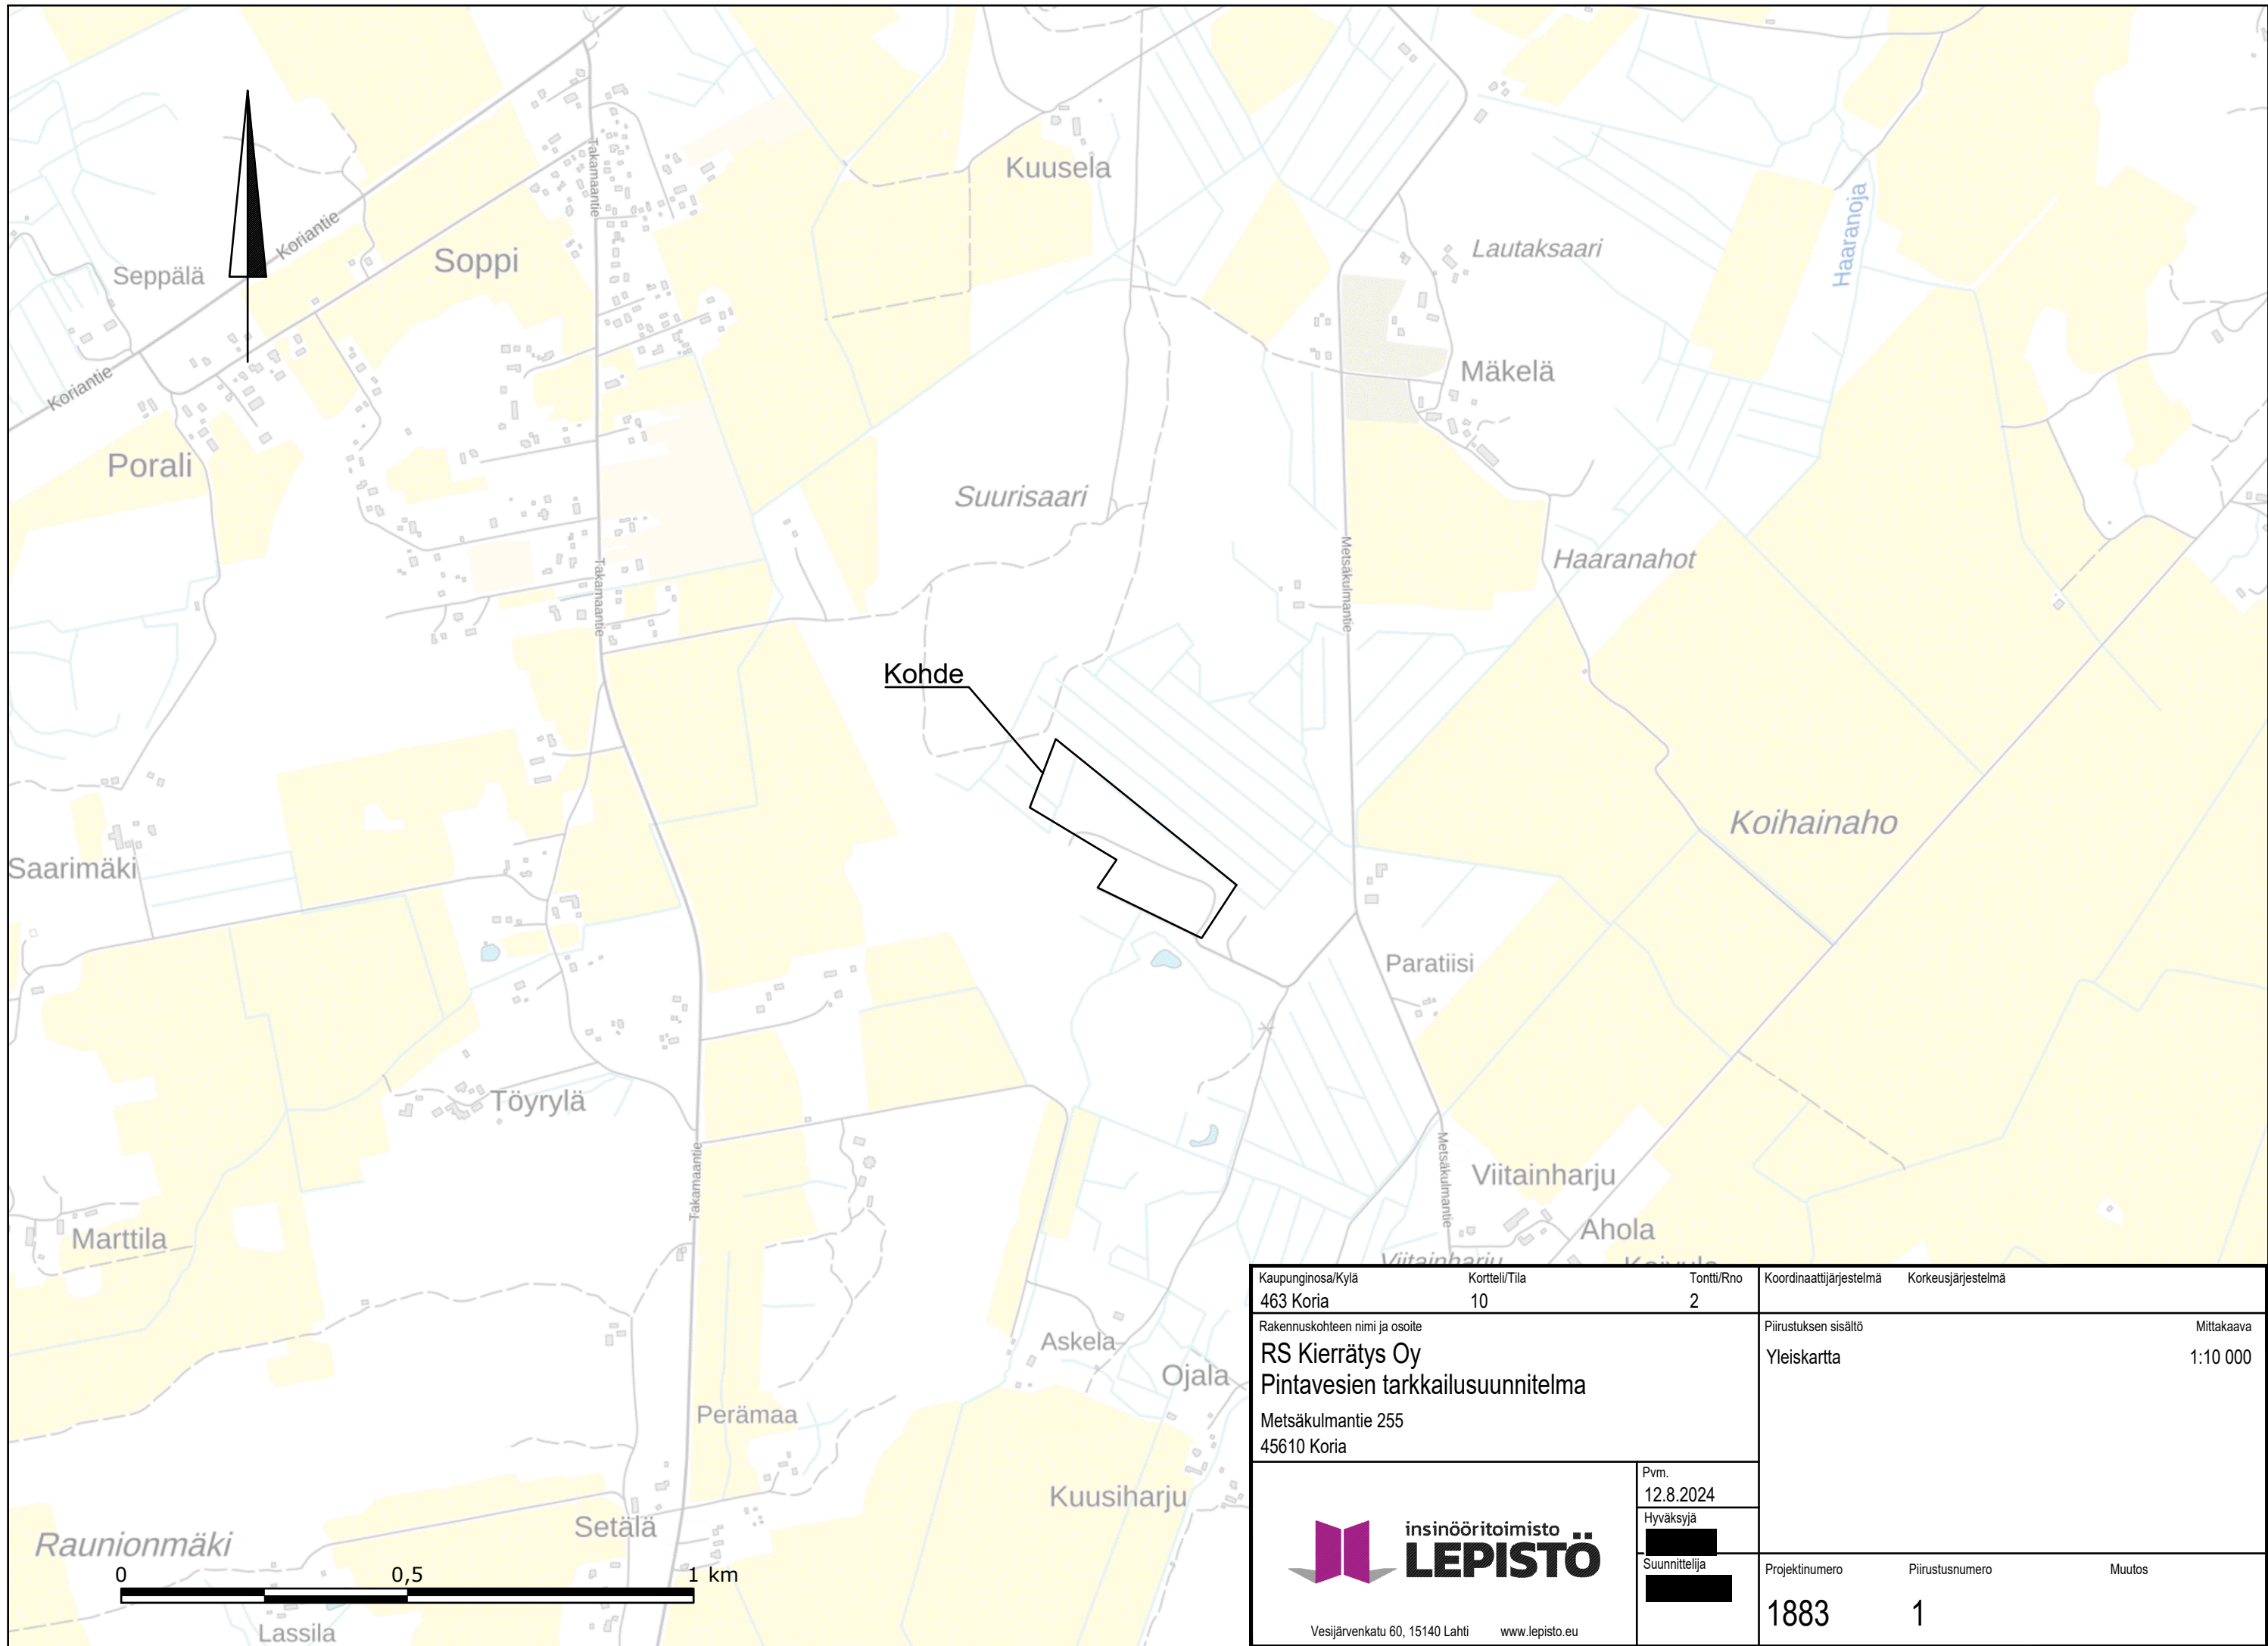 Kuusela
Takamaantie
Haaranoja
Koriantie
Soppi
Lautaksaari
Seppälä
Koriantie
Mäkelä
Porali
Suurisaari
Metsäkulmantie
Haaranahot
Takamaantie
Kohde
Koihainaho
Saarimäki
Paratiisi
Töyrylä
Takamaantie
Metsäkulmantie
Viitainharju
Marttila
Ahola
Viitainharju
Koivula
Askela
Ojala
Perämaa
Kuusiharju
Setälä
Raunionmäki
0 0,5 1 km
Lassila
Kaupunginosa/Kylä Kortteli/Tila Tontti/Rno Koordinaattijärjestelmä Korkeusjärjestelmä
463 Koria 10 2
Rakennuskohteen nimi ja osoite
RS Kierrätys Oy
Pintavesien tarkkailusuunnitelma
Metsäkulmantie 255
45610 Koria
Piirustuksen sisältö Mittakaava
Yleiskartta 1:10 000
insinööritoimisto
LEPISTÖ
Vesijärvenkatu 60, 15140 Lahti www.lepisto.eu
Pvm.
12.8.2024
Hyväksyjä
Suunnittelija
Projektinumero Piirustusnumero Muutos
1883 1